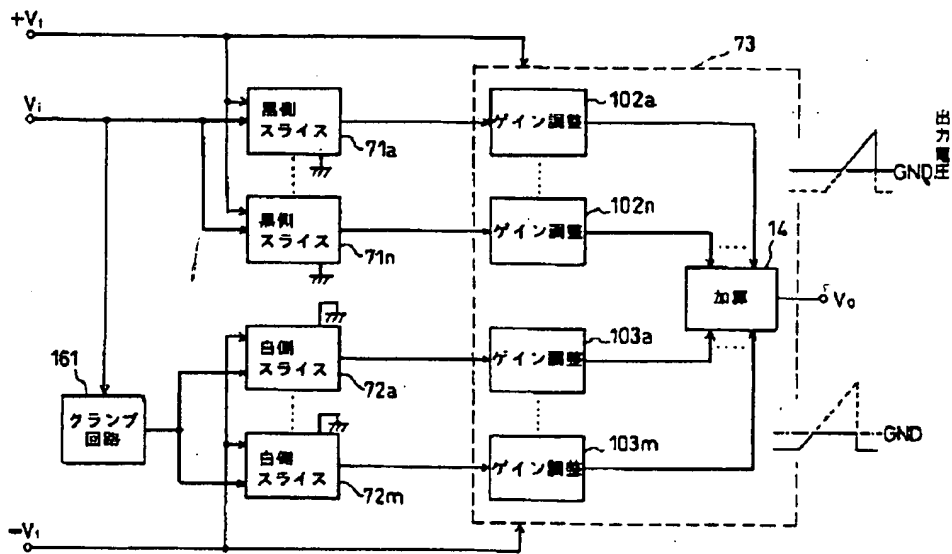 +V₁
Vi
黒側
スライス
71a
黒側
スライス
71n
73
ゲイン調整
102a
ゲイン調整
102n
14
加算
Vo
出力電圧
GND
161
クランプ
回路
白側
スライス
72a
白側
スライス
72m
ゲイン調整
103a
ゲイン調整
103m
GND
-V₁